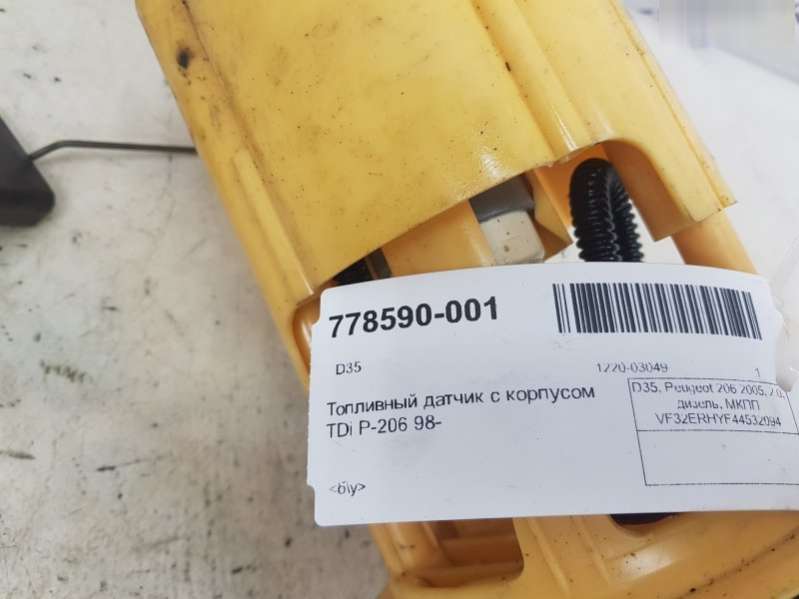 778590-001
D35
1220-03049
1
Топливный датчик с корпусом
TDi P-206 98-
D35, Peugeot 206 2005, 2.0,
дизель, МКПП
VF32ERHYF44532094
<б/у>